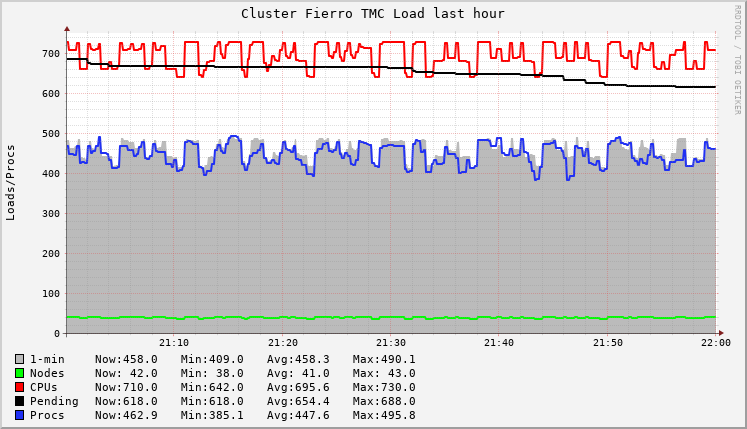 Cluster Fierro TMC Load last hour
RRDTOOL / TOBI OETIKER
Loads/Procs
700
600
500
400
300
200
100
0
21:10 21:20 21:30 21:40 21:50 22:00
1-min Now:458.0 Min:409.0 Avg:458.3 Max:490.1
Nodes Now: 42.0 Min: 38.0 Avg: 41.0 Max: 43.0
CPUs Now:710.0 Min:642.0 Avg:695.6 Max:730.0
Pending Now:618.0 Min:618.0 Avg:654.4 Max:688.0
Procs Now:462.9 Min:385.1 Avg:447.6 Max:495.8